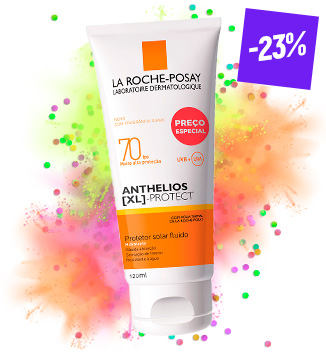 -23%
LA ROCHE-POSAY
LABORATOIRE DERMATOLOGIQUE
PREÇO
ESPECIAL
70 fps
UVB + UVA
ANTHELIOS
[XL]-PROTECT
Protetor solar fluido
120ml